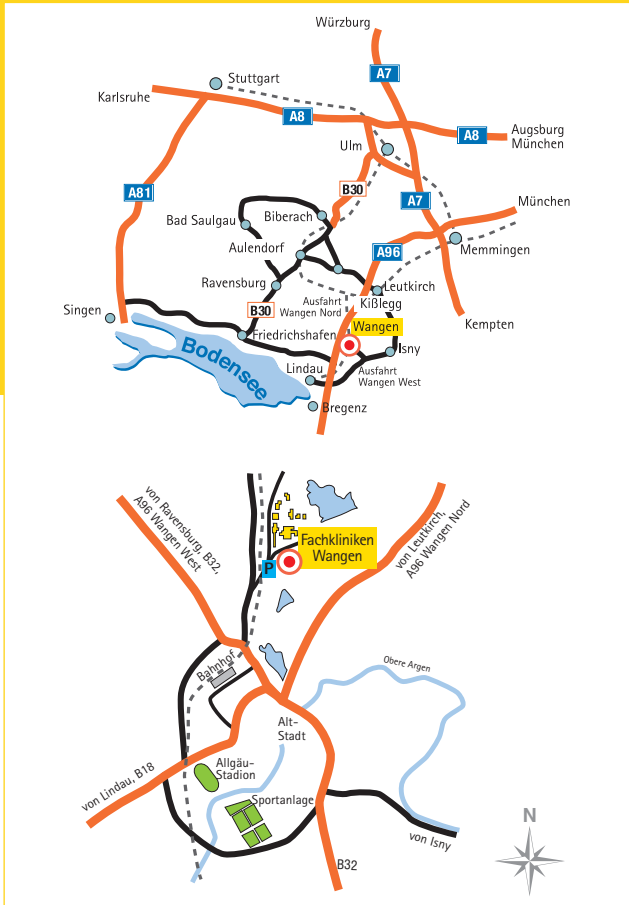 Würzburg
A7
Stuttgart
Karlsruhe
A8
A8
Augsburg
München
Ulm
A81
B30
A7
München
Bad Saulgau
Biberach
Aulendorf
A96
Memmingen
Ravensburg
Leutkirch
Ausfahrt
Wangen Nord
Kißlegg
Singen
B30
Kempten
Wangen
Friedrichshafen
Isny
Bodensee
Lindau
Ausfahrt
Wangen West
Bregenz
von Ravensburg, B32,
A96 Wangen West
von Leutkirch,
A96 Wangen Nord
Fachkliniken
Wangen
P
Bahnhof
Obere Argen
Alt-
Stadt
Allgäu-
Stadion
von Lindau, B18
Sportanlage
von Isny
B32
N